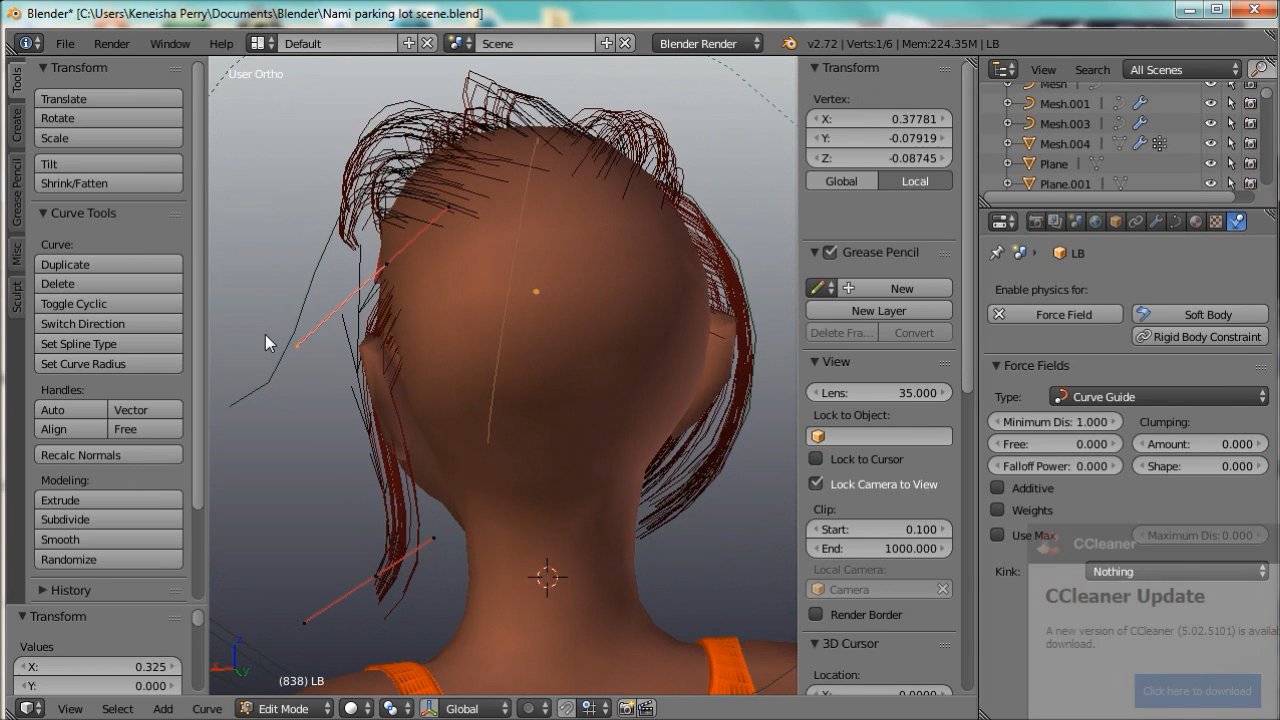 Blender* [C:\Users\Keneisha Perry\Documents\Blender\Nami parking lot scene.blend]
File Render Window Help Default Scene Blender Render v2.72 | Verts:1/6 | Mem:224.35M | LB
Tools
Create
Grease Pencil
Misc
Sculpt
Transform
Translate
Rotate
Scale
Tilt
Shrink/Fatten
Curve Tools
Curve:
Duplicate
Delete
Toggle Cyclic
Switch Direction
Set Spline Type
Set Curve Radius
Handles:
Auto Vector
Align Free
Recalc Normals
Modeling:
Extrude
Subdivide
Smooth
Randomize
History
Transform
Values
X: 0.325
Y: 0.000
User Ortho
(838) LB
View Select Add Curve Edit Mode Global
Transform
Vertex:
X: 0.37781
Y: -0.07919
Z: -0.08745
Global Local
Grease Pencil
New
New Layer
Delete Fra... Convert
View
Lens: 35.000
Lock to Object:
Lock to Cursor
Lock Camera to View
Clip:
Start: 0.100
End: 1000.000
Local Camera:
Camera
Render Border
3D Cursor
Location:
View Search All Scenes
Mesh
Mesh.001
Mesh.003
Mesh.004
Plane
Plane.001
LB
Enable physics for:
Force Field Soft Body
Rigid Body Constraint
Force Fields
Type: Curve Guide
Minimum Dis: 1.000 Clumping:
Free: 0.000 Amount: 0.000
Falloff Power: 0.000 Shape: 0.000
Additive
Weights
Use Max Maximum Dis: 0.000
Kink: Nothing
CCleaner
CCleaner Update
A new version of CCleaner (5.02.5101) is
download.
Click here to download